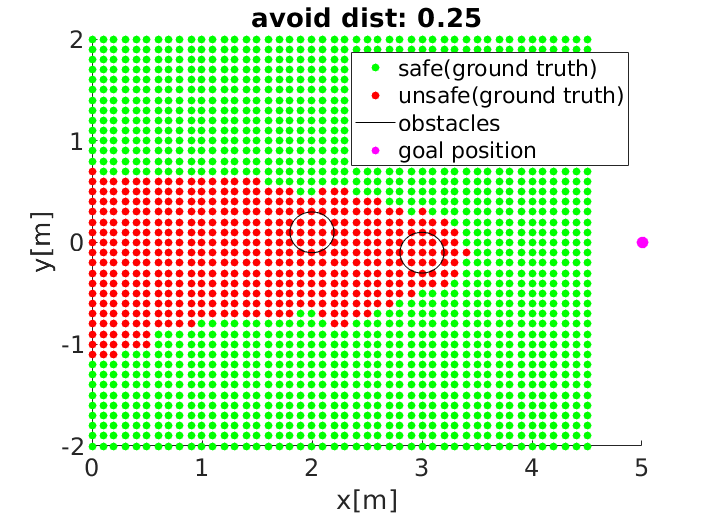 avoid dist: 0.25
safe(ground truth)
unsafe(ground truth)
obstacles
goal position
2
1
0
-1
-2
y[m]
0 1 2 3 4 5
x[m]